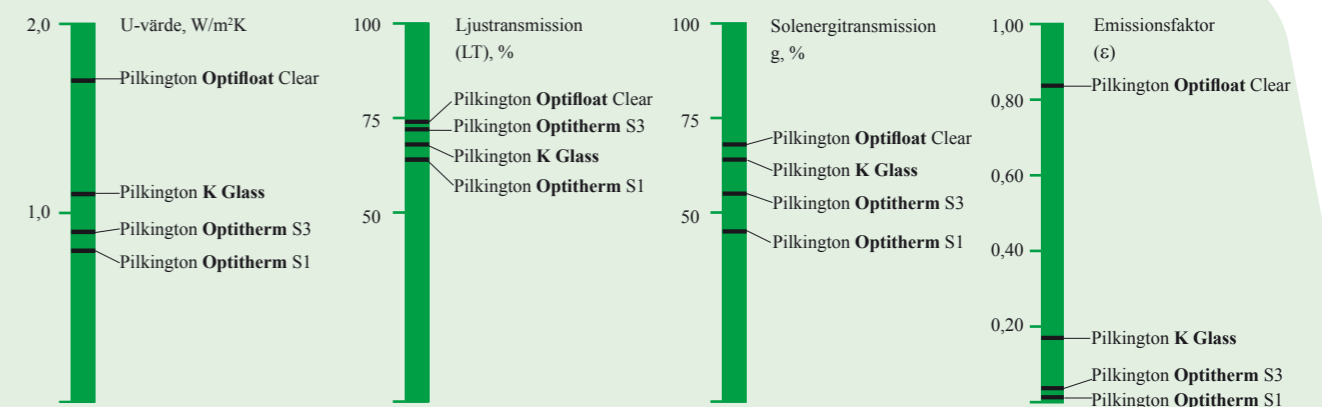 2,0
U-värde, W/m²K
Pilkington Optifloat Clear
Pilkington K Glass
1,0
Pilkington Optitherm S3
Pilkington Optitherm S1
100
Ljustransmission
(LT), %
Pilkington Optifloat Clear
75
Pilkington Optitherm S3
Pilkington K Glass
Pilkington Optitherm S1
50
100
Solenergitransmission
g, %
75
Pilkington Optifloat Clear
Pilkington K Glass
Pilkington Optitherm S3
50
Pilkington Optitherm S1
1,00
Emissionsfaktor
(ε)
Pilkington Optifloat Clear
0,80
0,60
0,40
0,20
Pilkington K Glass
Pilkington Optitherm S3
Pilkington Optitherm S1